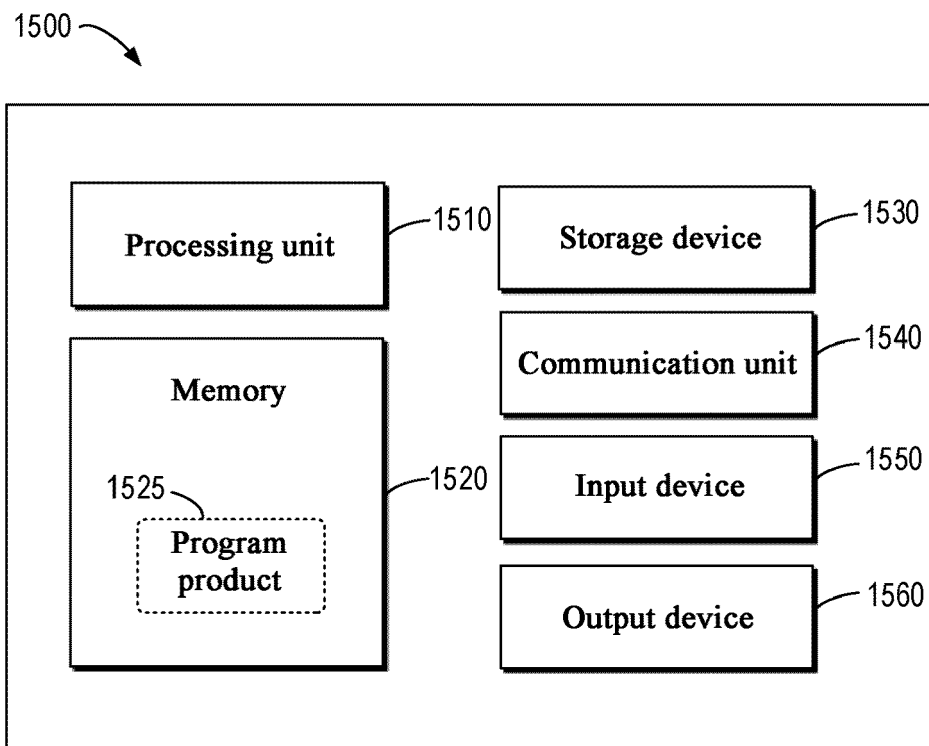 1500
Processing unit
1510
Storage device
1530
Communication unit
1540
Memory
1525
Program
product
1520
Input device
1550
Output device
1560